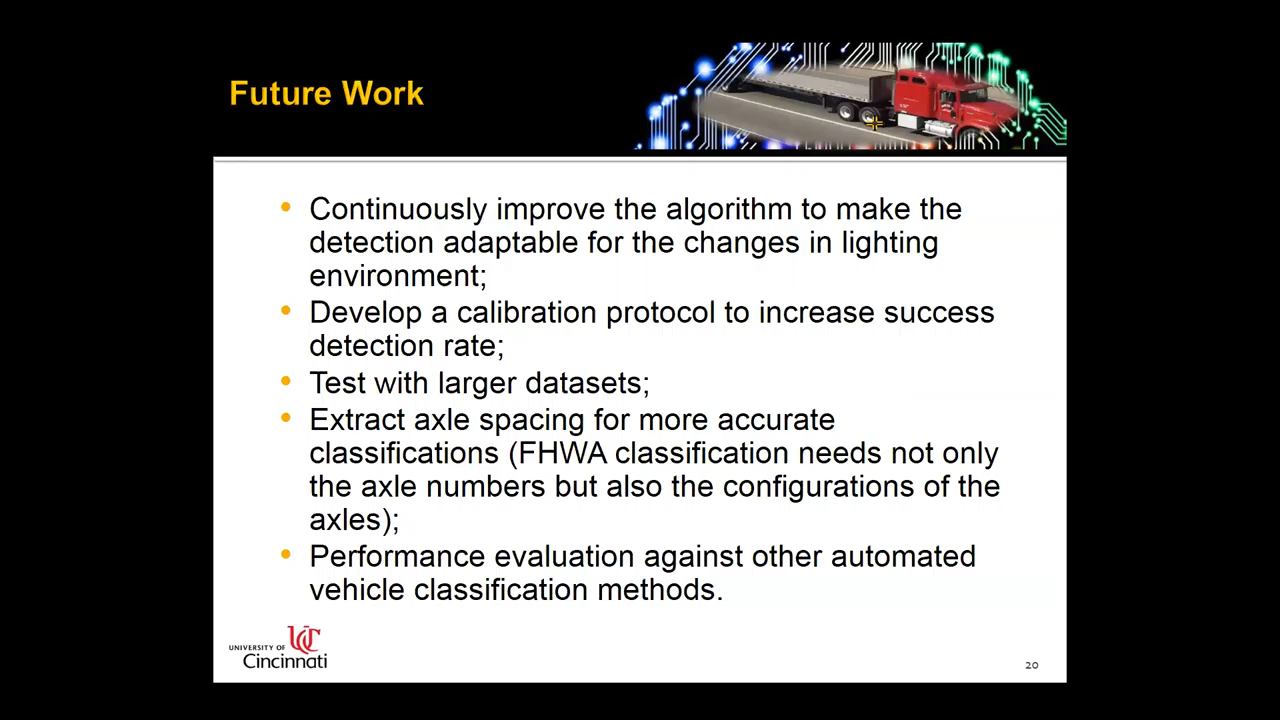 Future Work
• Continuously improve the algorithm to make the
detection adaptable for the changes in lighting
environment;
• Develop a calibration protocol to increase success
detection rate;
• Test with larger datasets;
• Extract axle spacing for more accurate
classifications (FHWA classification needs not only
the axle numbers but also the configurations of the
axles);
• Performance evaluation against other automated
vehicle classification methods.
UC
UNIVERSITY OF
Cincinnati
20